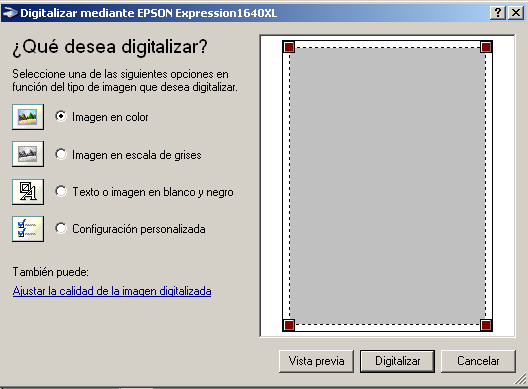 Digitalizar mediante EPSON Expression1640XL
¿Qué desea digitalizar?
Seleccione una de las siguientes opciones en
función del tipo de imagen que desea digitalizar.
Imagen en color
Imagen en escala de grises
Texto o imagen en blanco y negro
Configuración personalizada
También puede:
Ajustar la calidad de la imagen digitalizada
Vista previa
Digitalizar
Cancelar